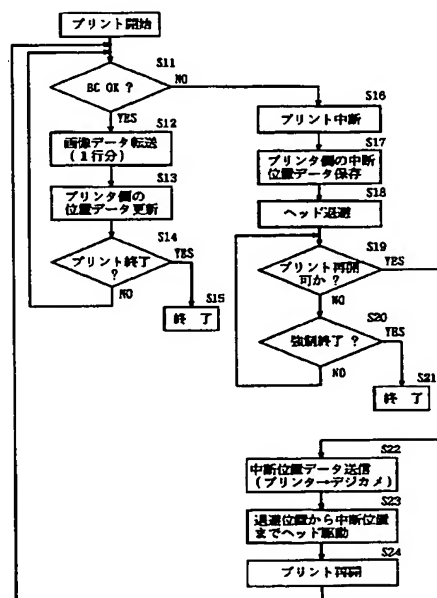 プリント開始
S11
BC OK ?
NO
YES
S12
画像データ転送
(1行分)
S13
プリンタ側の
位置データ更新
S14
プリント終了
?
YES
NO
S15
終 了
S16
プリント中断
S17
プリンタ側の中断
位置データ保存
S18
ヘッド退避
S19
プリント再開
可か ?
YES
NO
S20
強制終了 ?
YES
NO
S21
終 了
S22
中断位置データ送信
(プリンタ→デジカメ)
S23
退避位置から中断位置
までヘッド駆動
S24
プリント再開